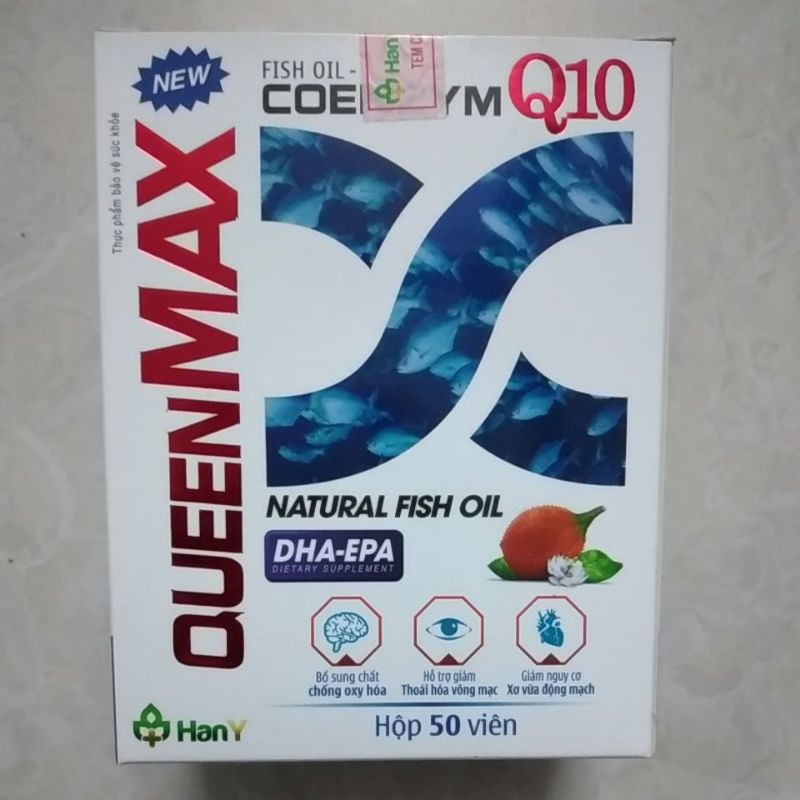 NEW
Thực phẩm bảo vệ sức khỏe
QUEENMAX
FISH OIL -
Q10
HanY
TEM
NATURAL FISH OIL
DHA-EPA
DIETARY SUPPLEMENT
Bổ sung chất
chống oxy hóa
Hỗ trợ giảm
Thoái hóa võng mạc
Giảm nguy cơ
Xơ vữa động mạch
HanY
Hộp 50 viên